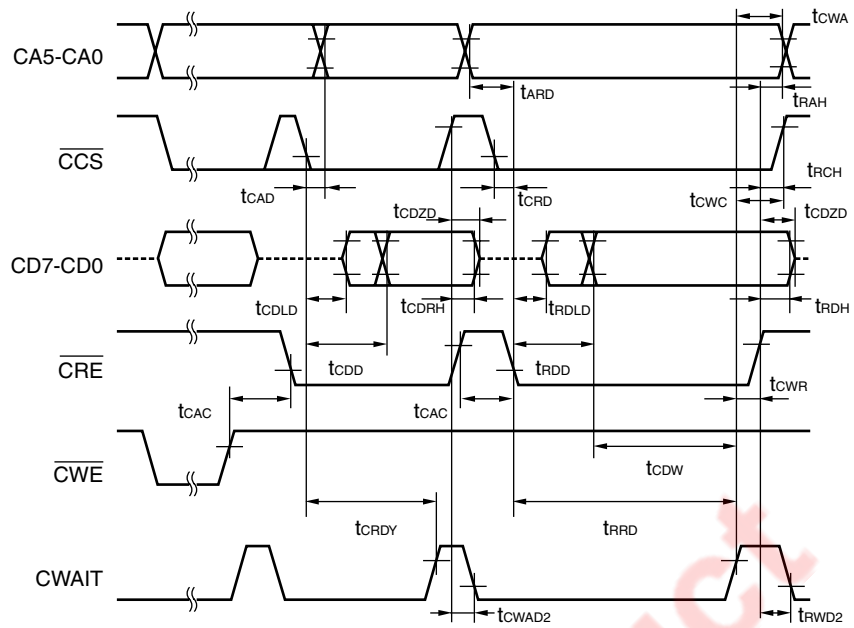 tCWA
CA5-CA0
tARD
tRAH
CCS
tRCH
tCAD
tCRD
tCWC
tCDZD
tCDZD
CD7-CD0
tCDLD
tCDRH
tRDLD
tRDH
CRE
tCDD
tRDD
tCWR
tCAC
tCAC
CWE
tCDW
tCRDY
tRRD
CWAIT
tCWAD2
tRWD2